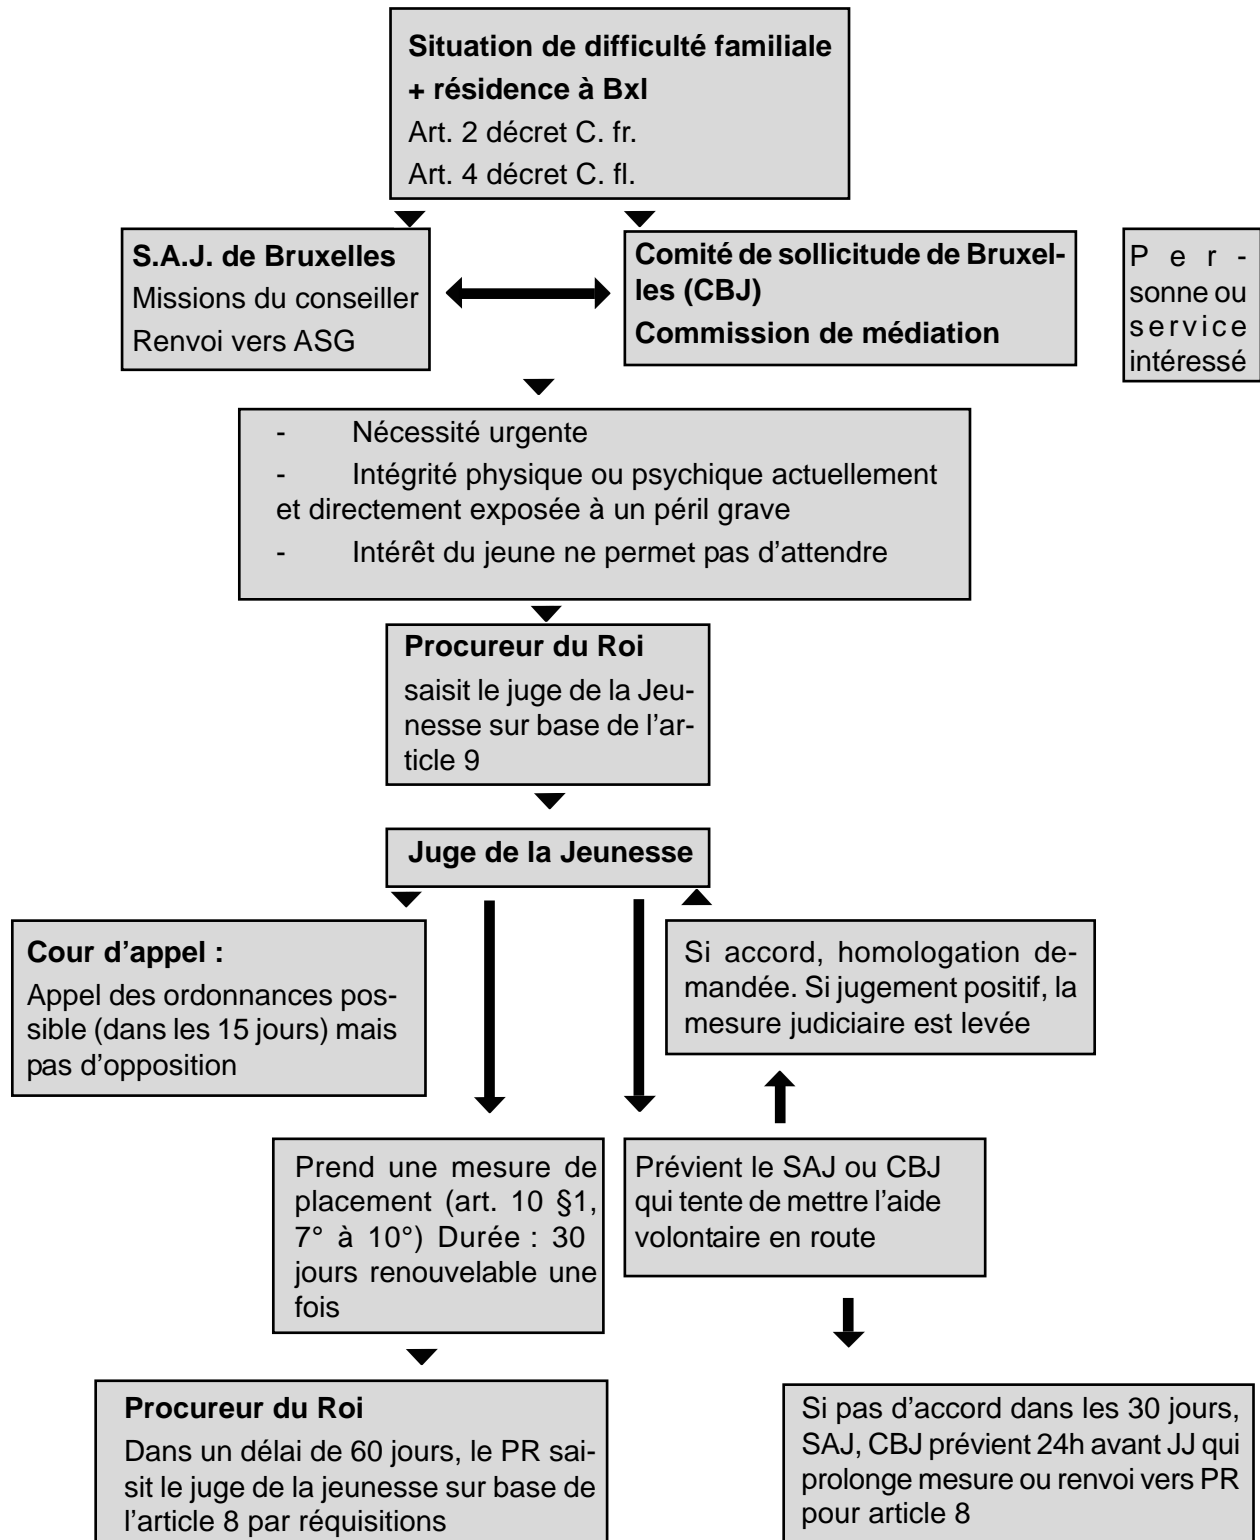 Situation de difficulté familiale
+ résidence à Bxl
Art. 2 décret C. fr.
Art. 4 décret C. fl.
S.A.J. de Bruxelles
Missions du conseiller
Renvoi vers ASG
Comité de sollicitude de Bruxel-
les (CBJ)
Commission de médiation
Per-
sonne ou
service
intéressé
- Nécessité urgente
- Intégrité physique ou psychique actuellement
et directement exposée à un péril grave
- Intérêt du jeune ne permet pas d'attendre
Procureur du Roi
saisit le juge de la Jeu-
nesse sur base de l'ar-
ticle 9
Juge de la Jeunesse
Cour d'appel :
Appel des ordonnances pos-
sible (dans les 15 jours) mais
pas d'opposition
Si accord, homologation de-
mandée. Si jugement positif, la
mesure judiciaire est levée
Prend une mesure de
placement (art. 10 §1,
7° à 10°) Durée : 30
jours renouvelable une
fois
Prévient le SAJ ou CBJ
qui tente de mettre l'aide
volontaire en route
Procureur du Roi
Dans un délai de 60 jours, le PR sai-
sit le juge de la jeunesse sur base de
l'article 8 par réquisitions
Si pas d'accord dans les 30 jours,
SAJ, CBJ prévient 24h avant JJ qui
prolonge mesure ou renvoi vers PR
pour article 8